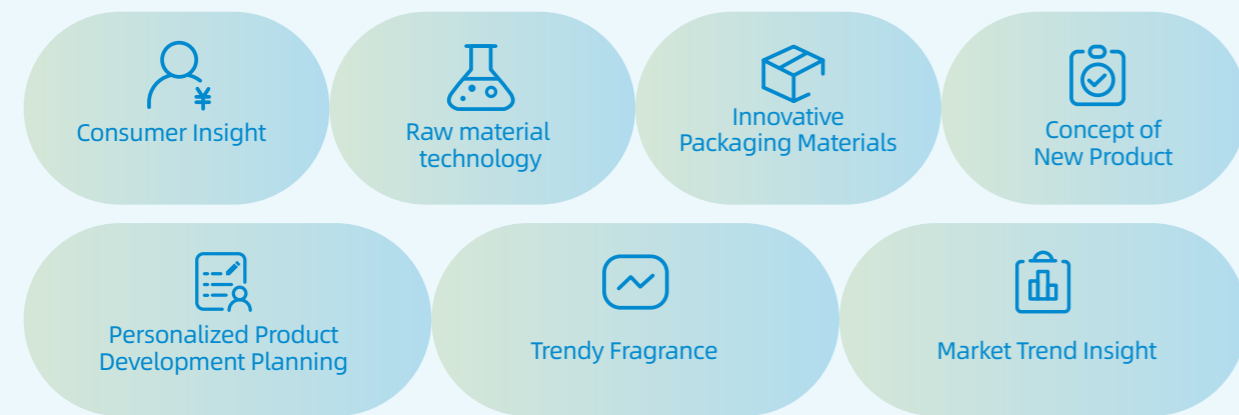 ¥
Consumer Insight
Raw material
technology
Innovative
Packaging Materials
Concept of
New Product
Personalized Product
Development Planning
Trendy Fragrance
Market Trend Insight